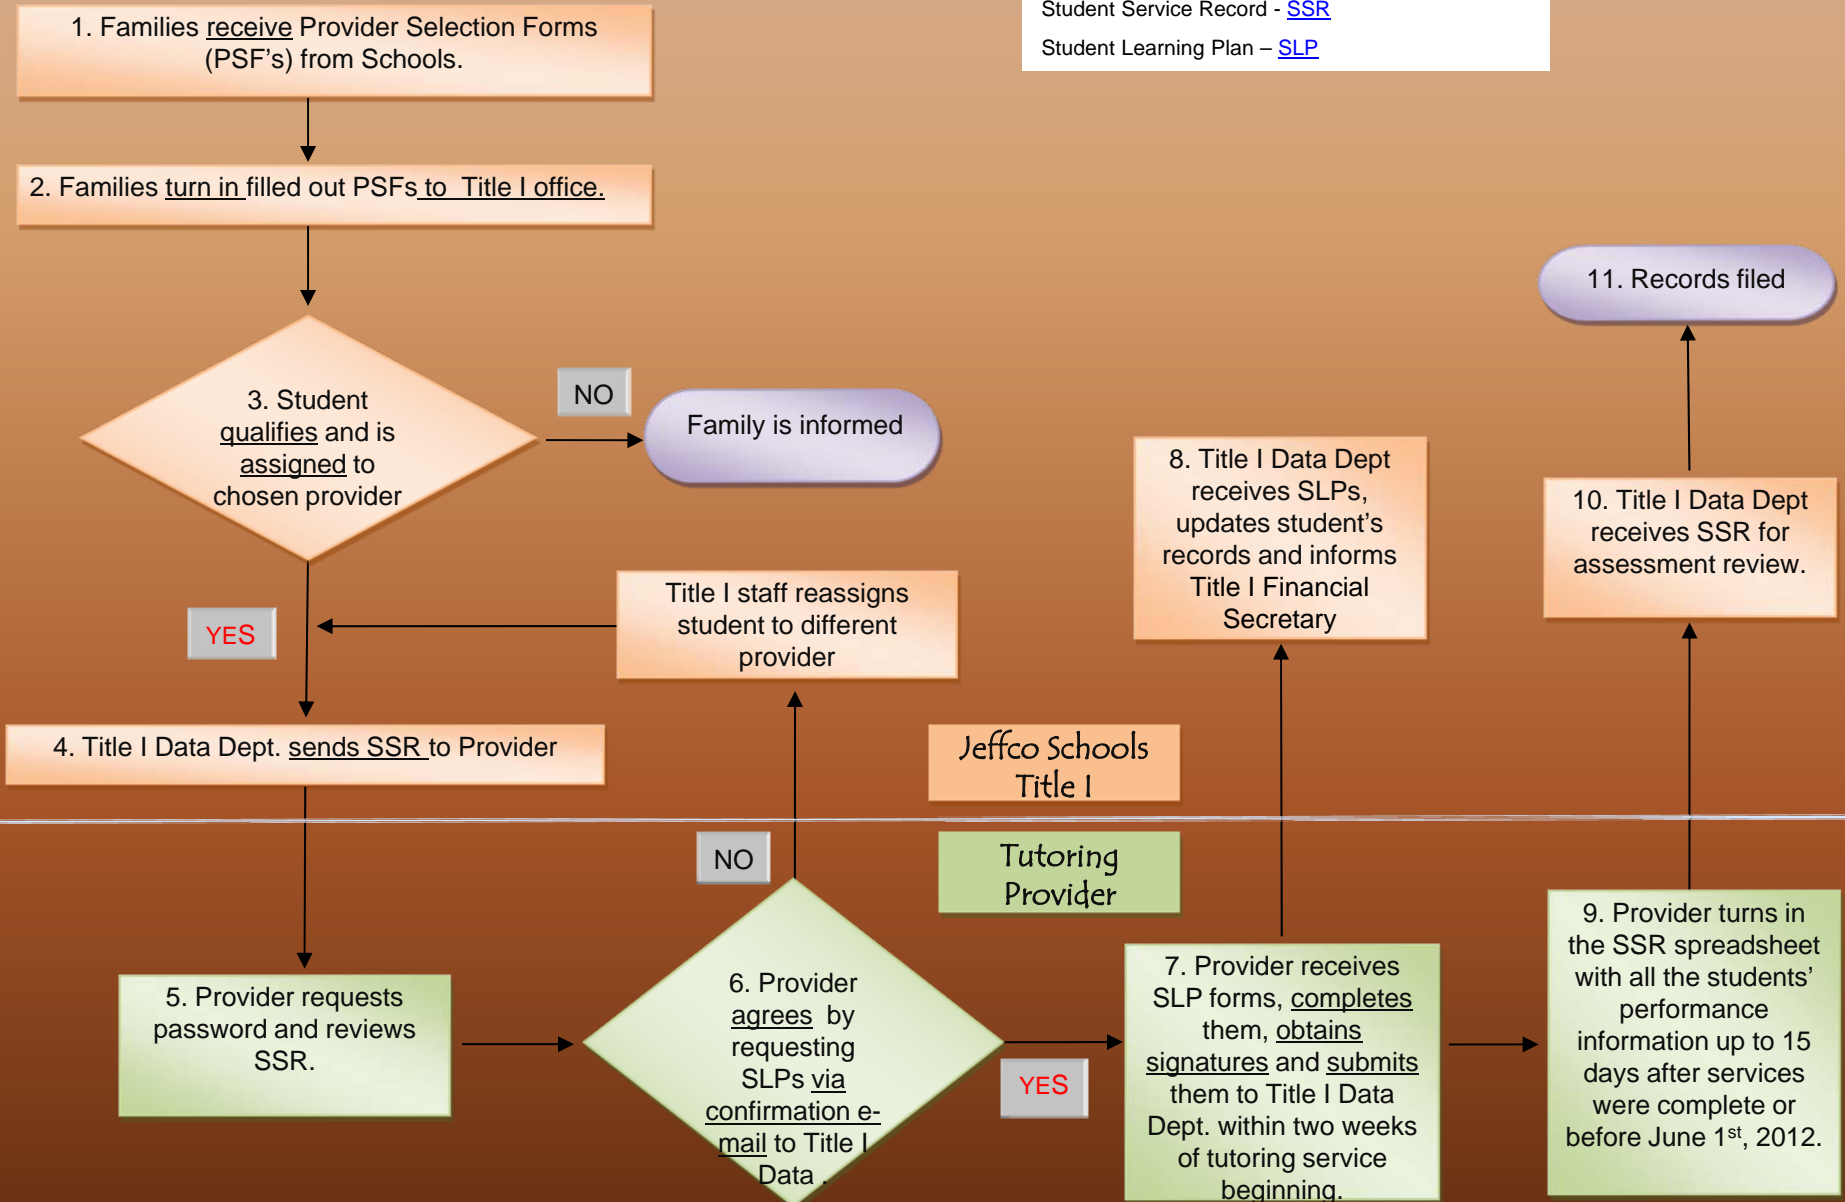 Student Service Record - SSR
Student Learning Plan – SLP
1. Families receive Provider Selection Forms
(PSF's) from Schools.
2. Families turn in filled out PSFs to Title I office.
3. Student
qualifies and is
assigned to
chosen provider
NO
Family is informed
YES
Title I staff reassigns
student to different
provider
4. Title I Data Dept. sends SSR to Provider
8. Title I Data Dept
receives SLPs,
updates student’s
records and informs
Title I Financial
Secretary
11. Records filed
10. Title I Data Dept
receives SSR for
assessment review.
Jeffco Schools
Title I
Tutoring
Provider
NO
5. Provider requests
password and reviews
SSR.
6. Provider
agrees by
requesting
SLPs via
confirmation e-
mail to Title I
Data .
YES
7. Provider receives
SLP forms, completes
them, obtains
signatures and submits
them to Title I Data
Dept. within two weeks
of tutoring service
beginning.
9. Provider turns in
the SSR spreadsheet
with all the students’
performance
information up to 15
days after services
were complete or
before June 1st, 2012.